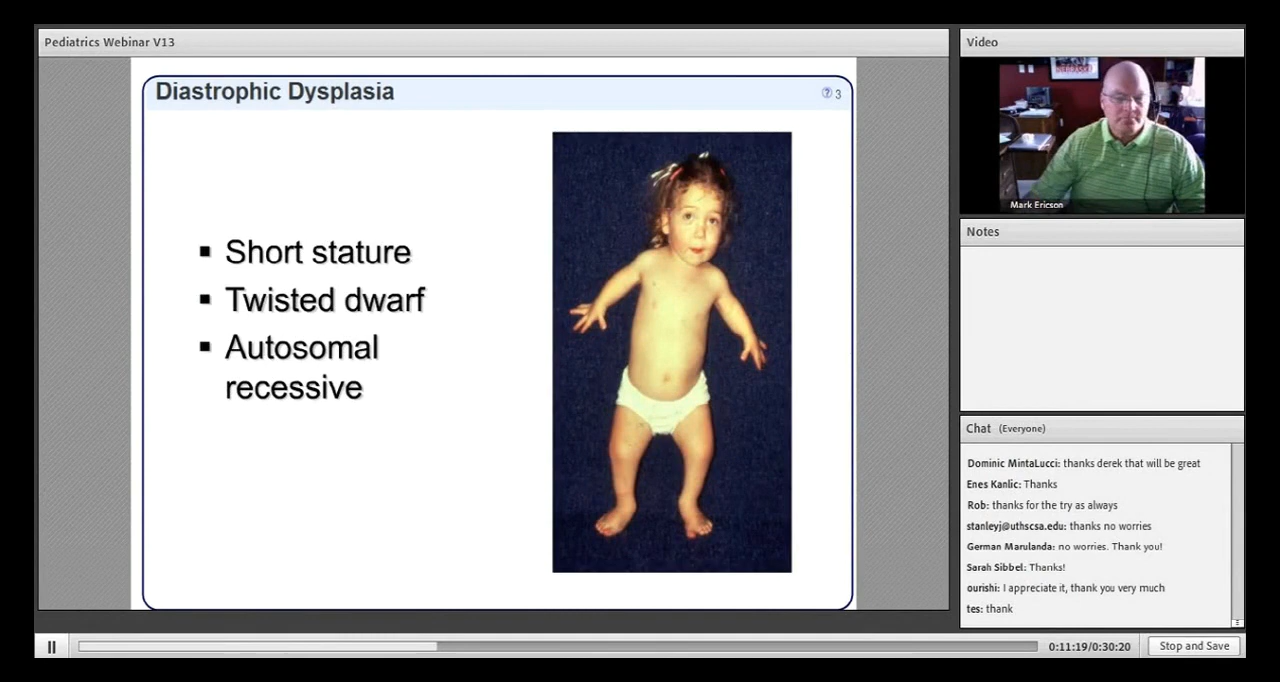 Pediatrics Webinar V13
Diastrophic Dysplasia
3
▪ Short stature
▪ Twisted dwarf
▪ Autosomal
recessive
Video
Mark Ericson
Notes
Chat (Everyone)
Dominic MintaLucci: thanks derek that will be great
Enes Kanlic: Thanks
Rob: thanks for the try as always
stanleyj@uthscsa.edu: thanks no worries
German Marulanda: no worries. Thank you!
Sarah Sibbel: Thanks!
ourishi: I appreciate it, thank you very much
tes: thank
0:11:19/0:30:20
Stop and Save